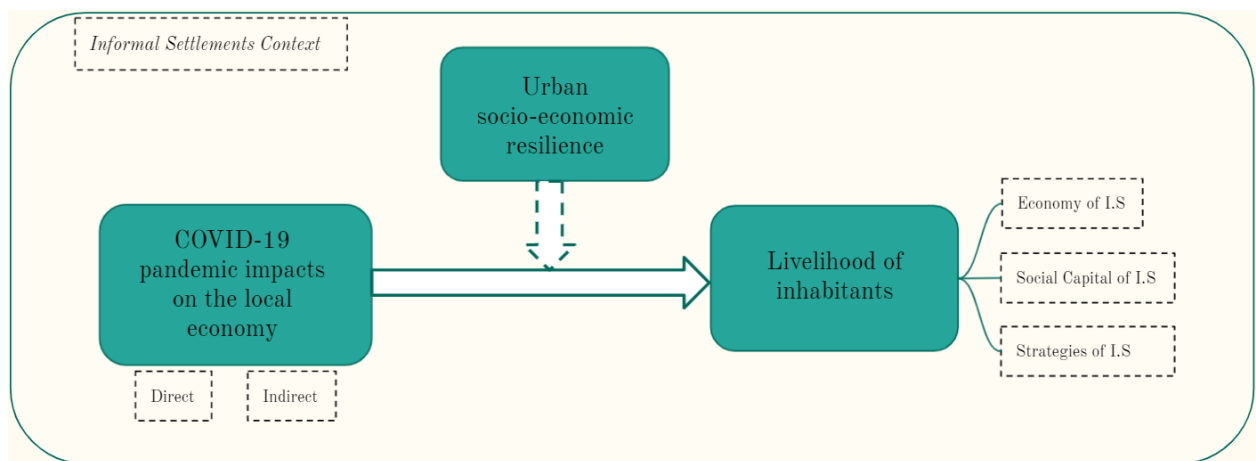 Informal Settlements Context
Urban
socio-economic
resilience
COVID-19
pandemic impacts
on the local
economy
Direct
Indirect
Livelihood of
inhabitants
Economy of I.S
Social Capital of I.S
Strategies of I.S